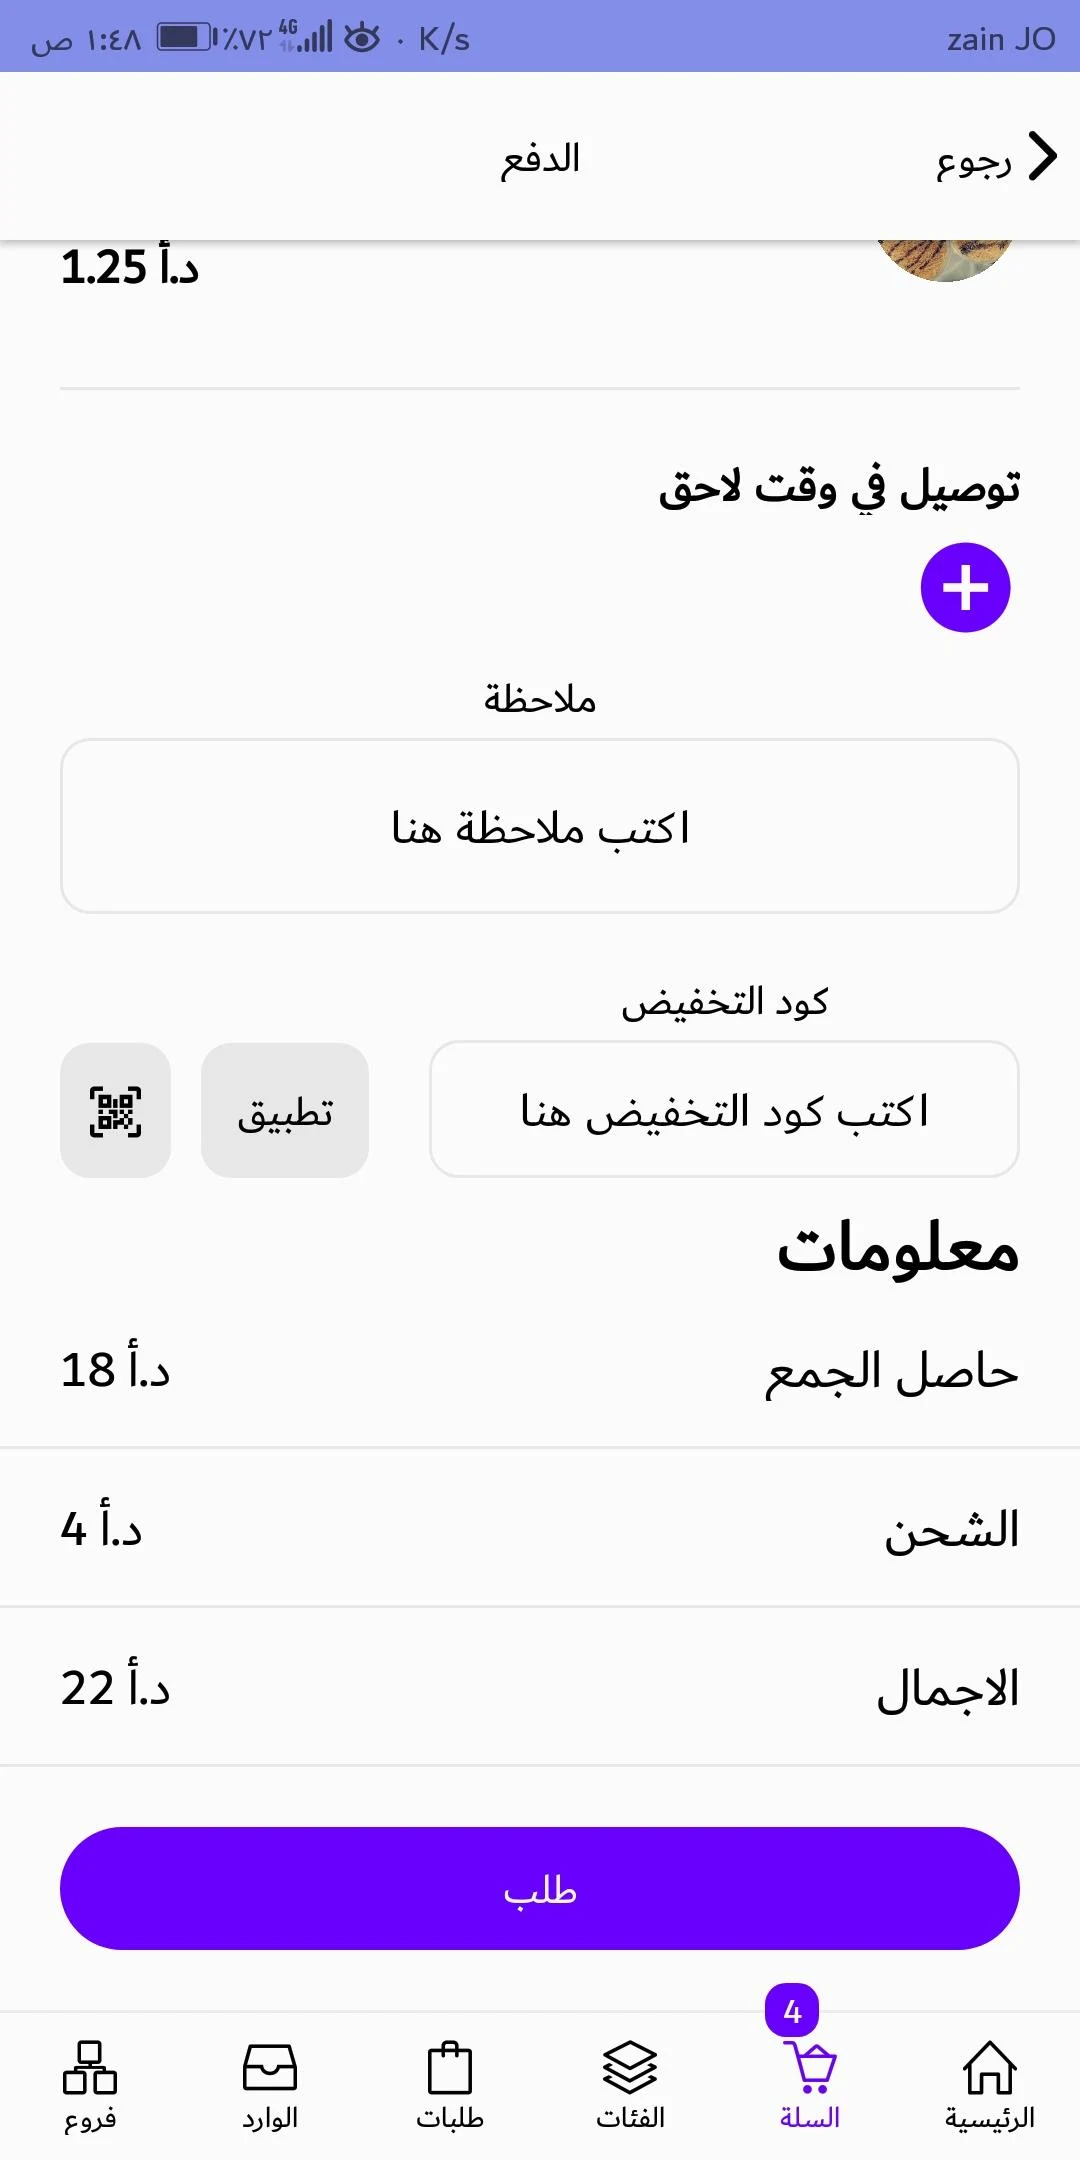 ١:٤٨ ص ٪٧٢ 4G · K/s zain JO
رجوع
الدفع
د.أ 1.25
توصيل في وقت لاحق
ملاحظة
اكتب ملاحظة هنا
كود التخفيض
اكتب كود التخفيض هنا
تطبيق
معلومات
حاصل الجمع د.أ 18
الشحن د.أ 4
الاجمال د.أ 22
طلب
4
الرئيسية السلة الفئات طلبات الوارد فروع